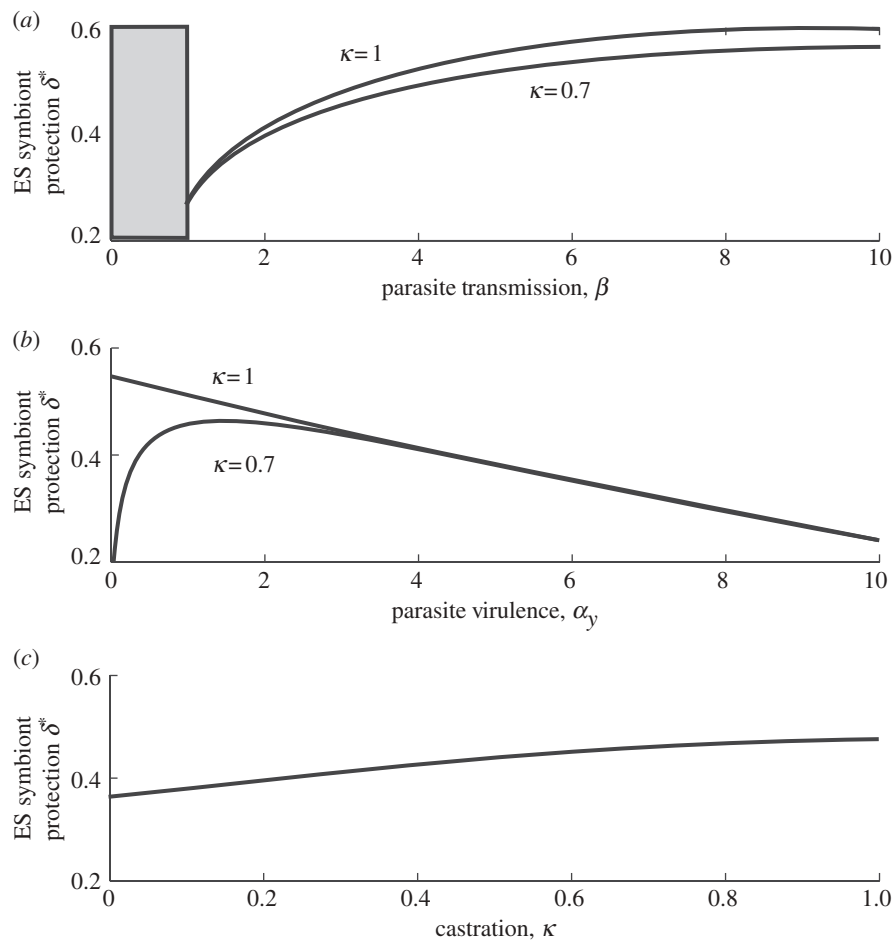 (a)
0.6
0.4
0.2
ES symbiont
protection δ*
κ=1
κ=0.7
0 2 4 6 8 10
parasite transmission, β
(b)
0.6
0.4
0.2
ES symbiont
protection δ*
κ=1
κ=0.7
0 2 4 6 8 10
parasite virulence, αy
(c)
0.6
0.4
0.2
ES symbiont
protection δ*
0 0.2 0.4 0.6 0.8 1.0
castration, κ